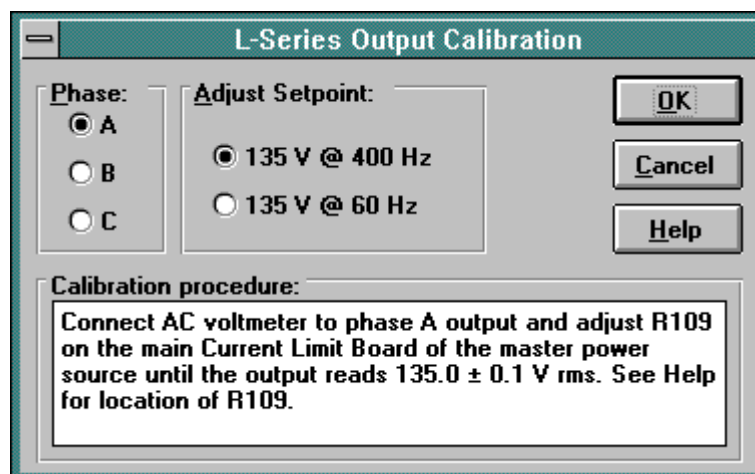 L-Series Output Calibration
Phase:
A
B
C
Adjust Setpoint:
135 V @ 400 Hz
135 V @ 60 Hz
OK
Cancel
Help
Calibration procedure:
Connect AC voltmeter to phase A output and adjust R109
on the main Current Limit Board of the master power
source until the output reads 135.0 ± 0.1 V rms. See Help
for location of R109.